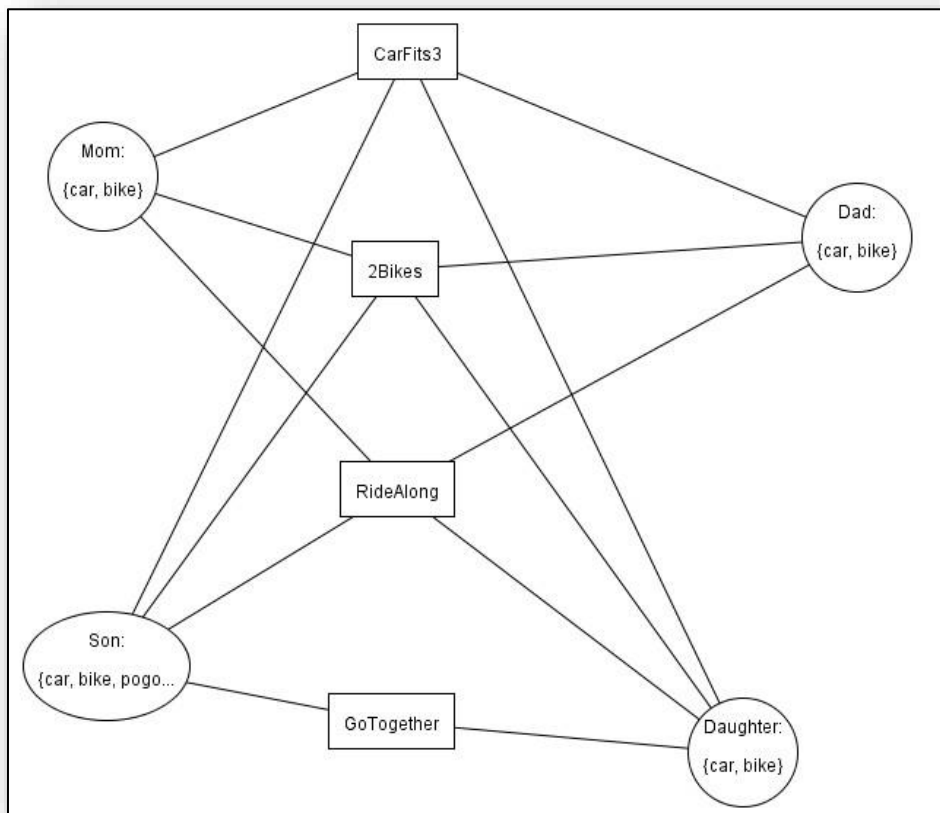 CarFits3
Mom:
{car, bike}
Dad:
{car, bike}
2Bikes
RideAlong
Son:
{car, bike, pogo...
GoTogether
Daughter:
{car, bike}